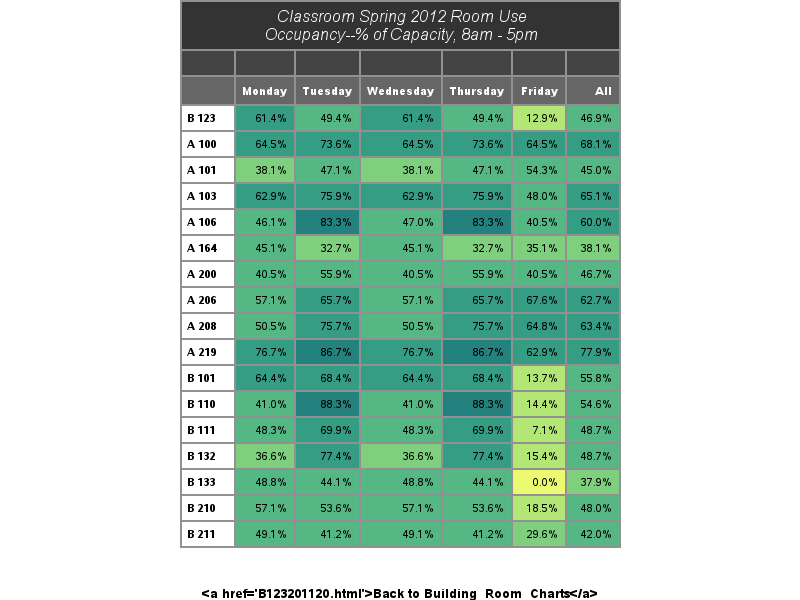 Classroom Spring 2012 Room Use
Occupancy--% of Capacity, 8am - 5pm
Monday Tuesday Wednesday Thursday Friday All
B 123 61.4% 49.4% 61.4% 49.4% 12.9% 46.9%
A 100 64.5% 73.6% 64.5% 73.6% 64.5% 68.1%
A 101 38.1% 47.1% 38.1% 47.1% 54.3% 45.0%
A 103 62.9% 75.9% 62.9% 75.9% 48.0% 65.1%
A 106 46.1% 83.3% 47.0% 83.3% 40.5% 60.0%
A 164 45.1% 32.7% 45.1% 32.7% 35.1% 38.1%
A 200 40.5% 55.9% 40.5% 55.9% 40.5% 46.7%
A 206 57.1% 65.7% 57.1% 65.7% 67.6% 62.7%
A 208 50.5% 75.7% 50.5% 75.7% 64.8% 63.4%
A 219 76.7% 86.7% 76.7% 86.7% 62.9% 77.9%
B 101 64.4% 68.4% 64.4% 68.4% 13.7% 55.8%
B 110 41.0% 88.3% 41.0% 88.3% 14.4% 54.6%
B 111 48.3% 69.9% 48.3% 69.9% 7.1% 48.7%
B 132 36.6% 77.4% 36.6% 77.4% 15.4% 48.7%
B 133 48.8% 44.1% 48.8% 44.1% 0.0% 37.9%
B 210 57.1% 53.6% 57.1% 53.6% 18.5% 48.0%
B 211 49.1% 41.2% 49.1% 41.2% 29.6% 42.0%
<a href='B123201120.html'>Back to Building_Room_Charts</a>